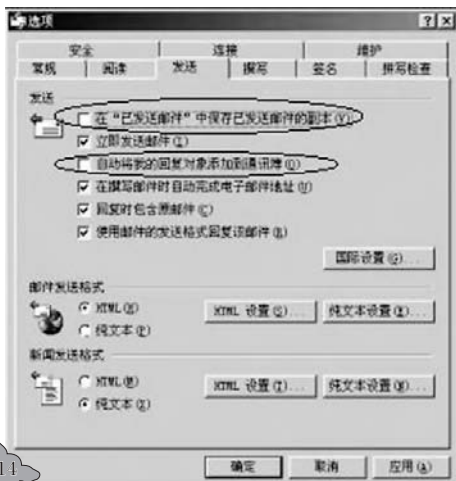 选项
安全 连接 维护
常规 阅读 发送 撰写 签名 拼写检查
发送
在“已发送邮件”中保存已发送邮件的副本(Y)
立即发送邮件(I)
自动将我的回复对象添加到通讯簿(O)
在撰写邮件时自动完成电子邮件地址(U)
回复时包含原邮件(C)
使用邮件的发送格式回复该邮件(R)
国际设置(G)...
邮件发送格式
HTML(H)
HTML 设置(S)... 纯文本设置(E)...
纯文本(P)
新闻发送格式
HTML(M)
HTML 设置(T)... 纯文本设置(N)...
纯文本(X)
14
确定 取消 应用(A)